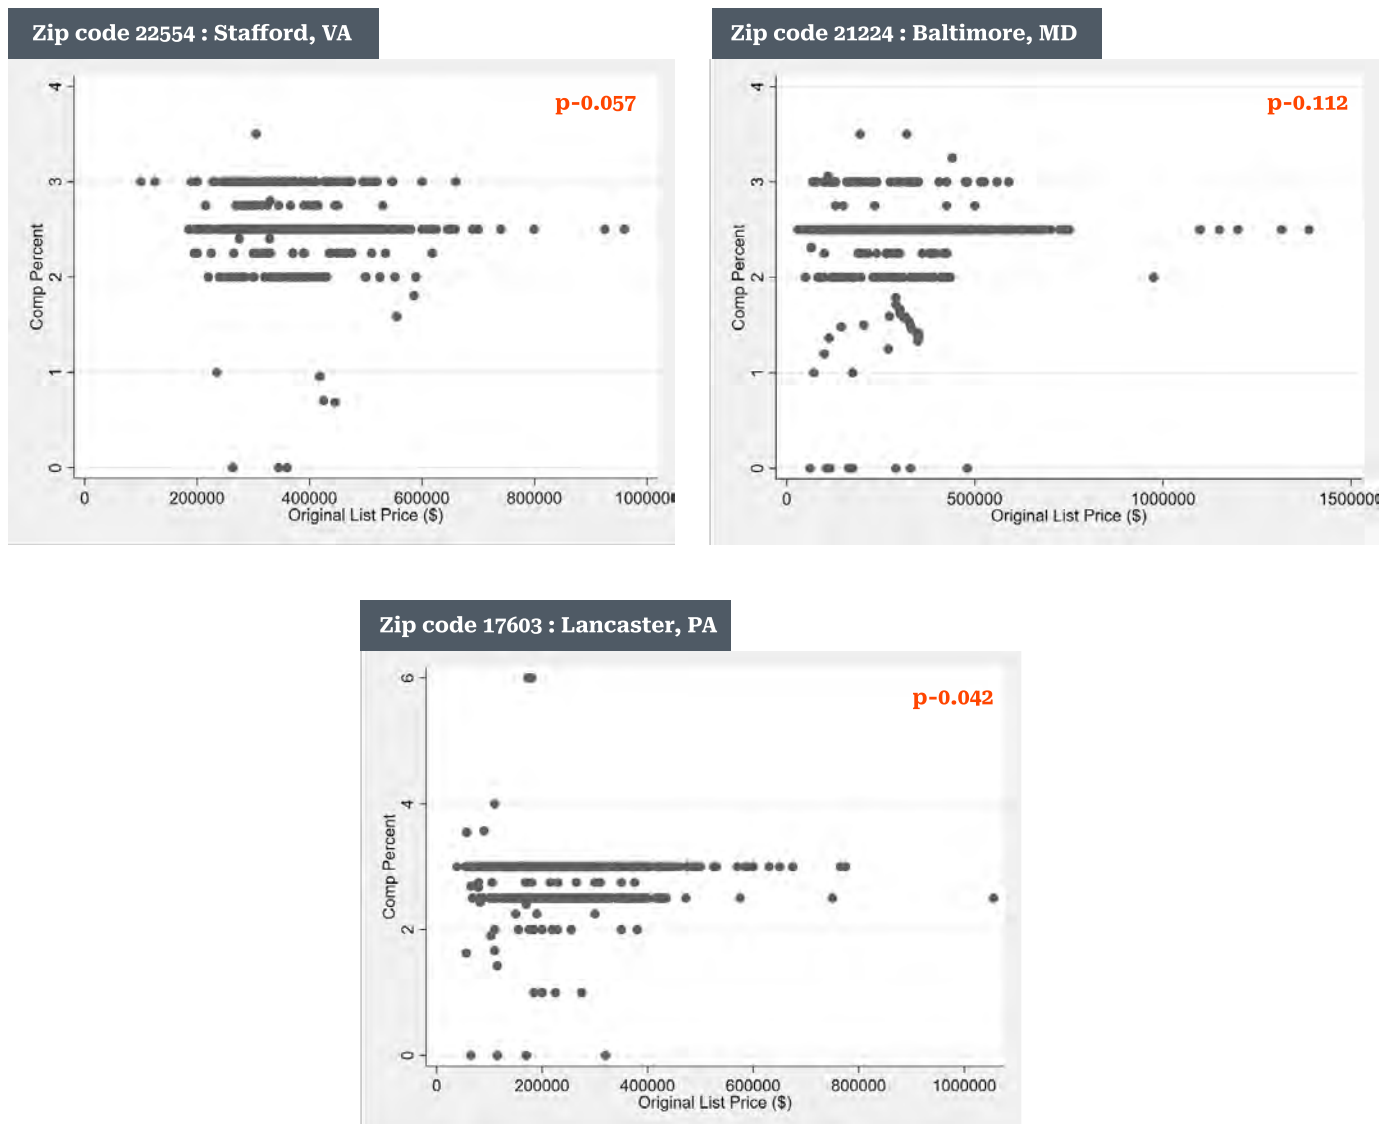 Zip code 22554 : Stafford, VA
p-0.057
4
3
2
1
0
Comp Percent
0 200000 400000 600000 800000 1000000
Original List Price ($)
Zip code 21224 : Baltimore, MD
p-0.112
4
3
2
1
0
Comp Percent
0 500000 1000000 1500000
Original List Price ($)
Zip code 17603 : Lancaster, PA
p-0.042
6
4
2
0
Comp Percent
0 200000 400000 600000 800000 1000000
Original List Price ($)